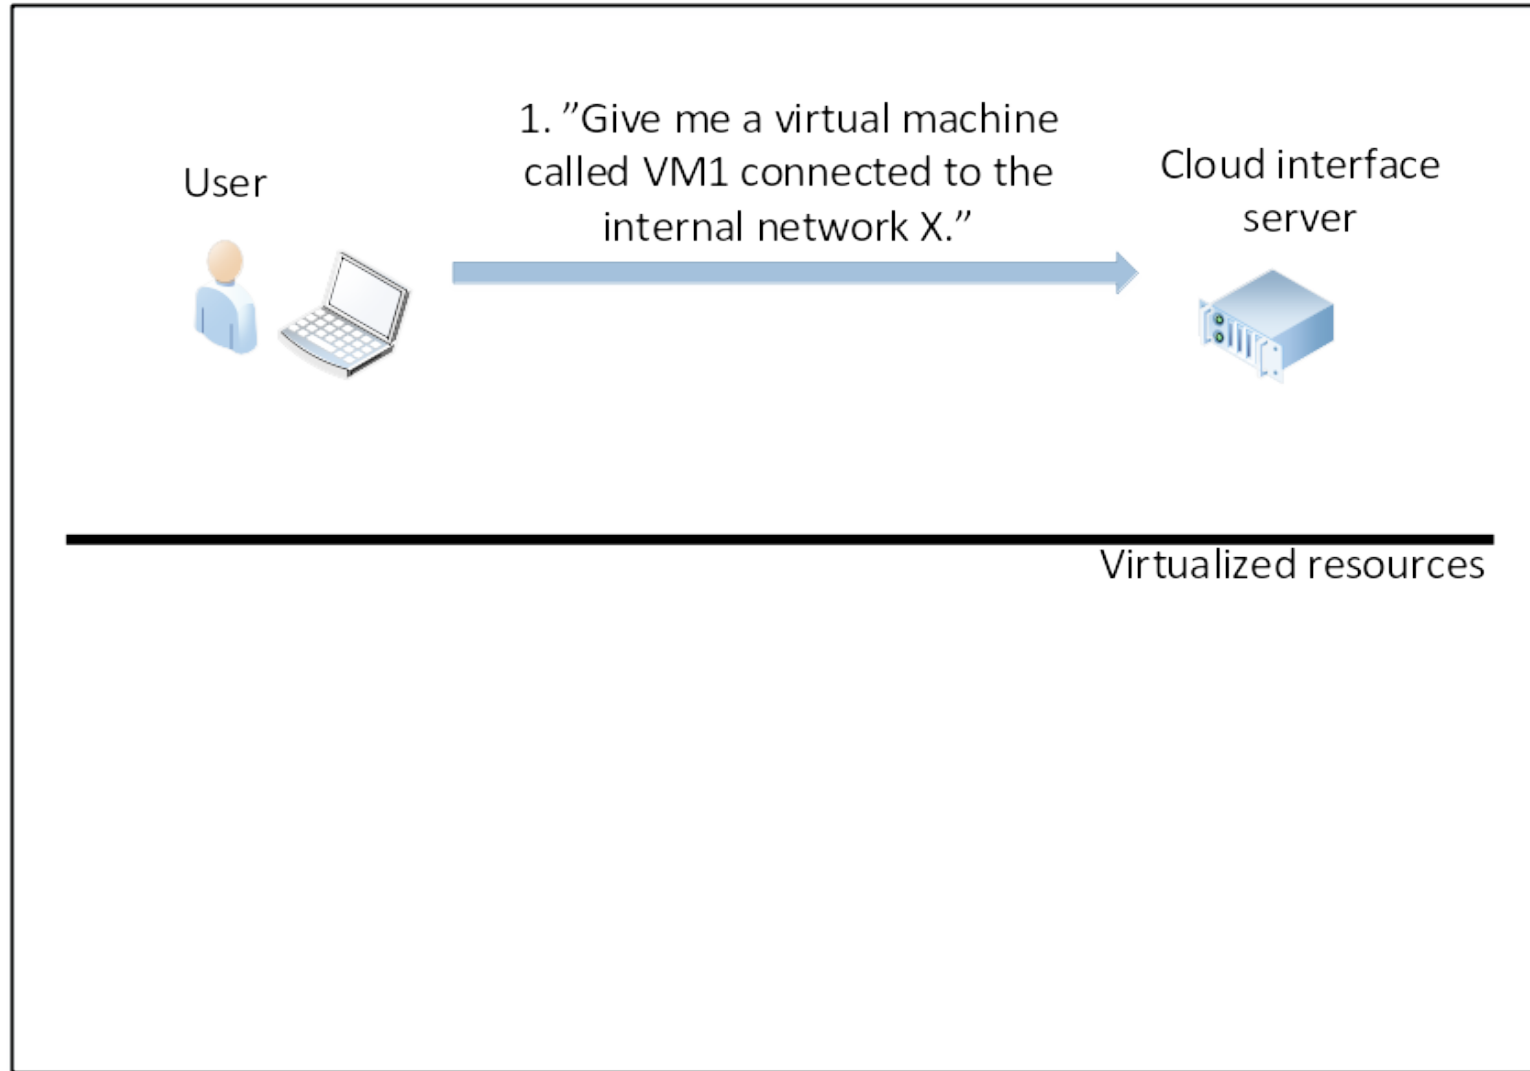 User
1. ”Give me a virtual machine
called VM1 connected to the
internal network X.”
Cloud interface
server
Virtualized resources